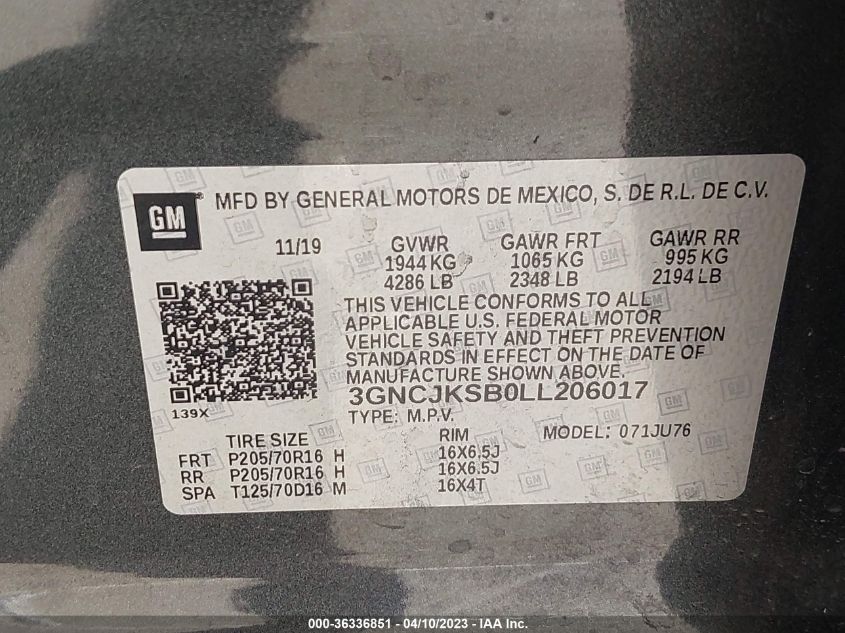 GM
MFD BY GENERAL MOTORS DE MEXICO, S. DE R.L. DE C.V.
11/19 GVWR GAWR FRT GAWR RR
1944 KG 1065 KG 995 KG
4286 LB 2348 LB 2194 LB
THIS VEHICLE CONFORMS TO ALL
APPLICABLE U.S. FEDERAL MOTOR
VEHICLE SAFETY AND THEFT PREVENTION
STANDARDS IN EFFECT ON THE DATE OF
MANUFACTURE SHOWN ABOVE.
3GNCJKSB0LL206017
139X
TYPE: M.P.V.
MODEL: 071JU76
TIRE SIZE RIM
FRT P205/70R16 H 16X6.5J
RR P205/70R16 H 16X6.5J
SPA T125/70D16 M 16X4T
000-36336851 - 04/10/2023 - IAA Inc.